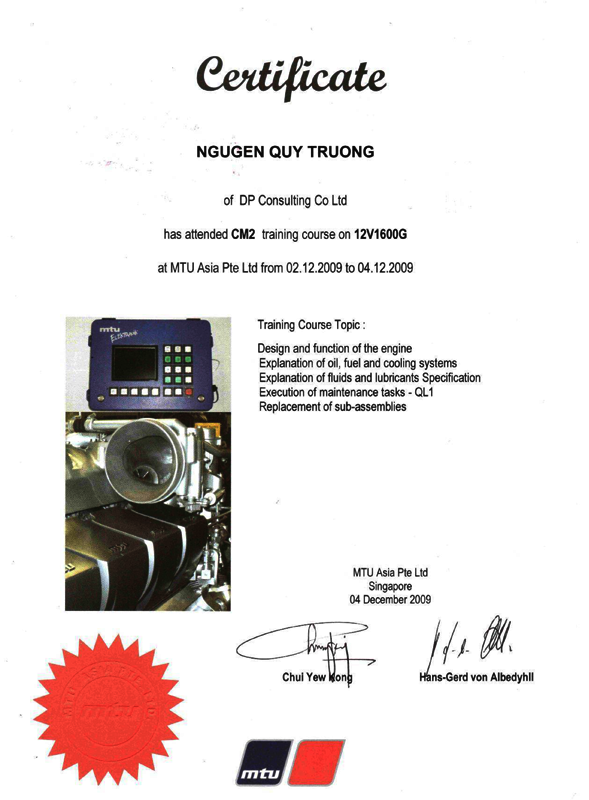 Certificate
NGUGEN QUY TRUONG
of DP Consulting Co Ltd
has attended CM2 training course on 12V1600G
at MTU Asia Pte Ltd from 02.12.2009 to 04.12.2009
mtu
Training Course Topic :
Design and function of the engine
Explanation of oil, fuel and cooling systems
Explanation of fluids and lubricants Specification
Execution of maintenance tasks - QL1
Replacement of sub-assemblies
MTU Asia Pte Ltd
Singapore
04 December 2009
Chui Yew Kong
Hans-Gerd von Albedyhll
MTU ASIA PTE LTD
mtu
mtu